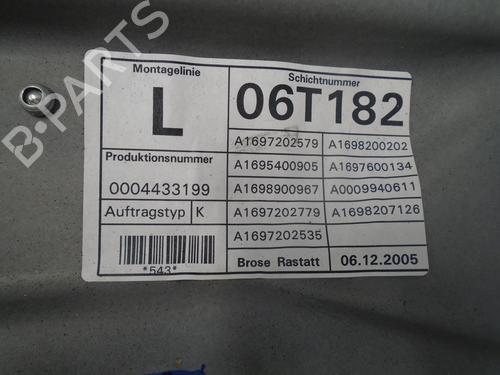 Montagelinie
L
Produktionsnummer
0004433199
Auftragstyp K
*543*
Schichtnummer
06T182
A1697202579 A1698200202
A1695400905 A1697600134
A1698900967 A0009940611
A1697202779 A1698207126
A1697202535
Brose Rastatt 06.12.2005